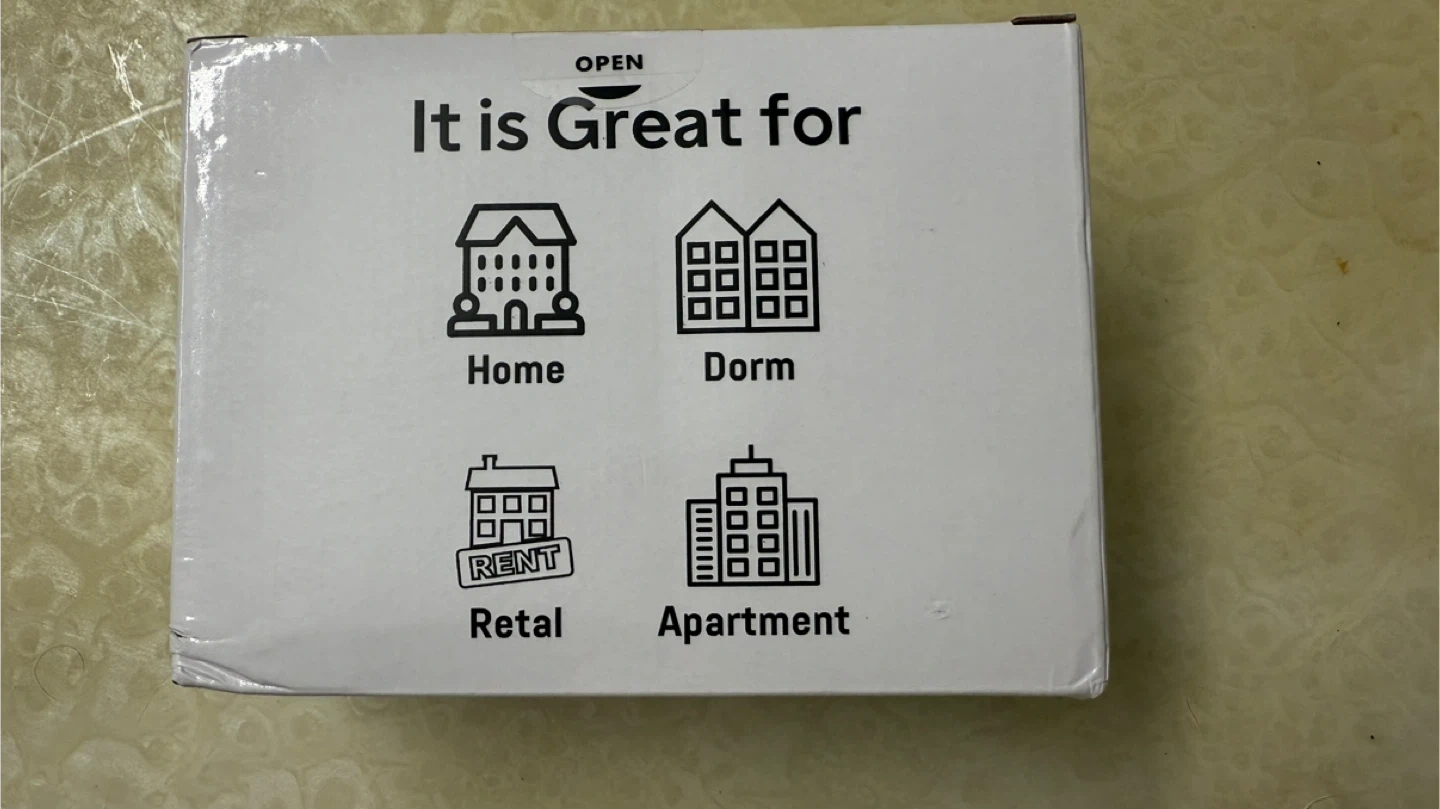 OPEN
It is Great for
Home
Dorm
RENT
Retal
Apartment